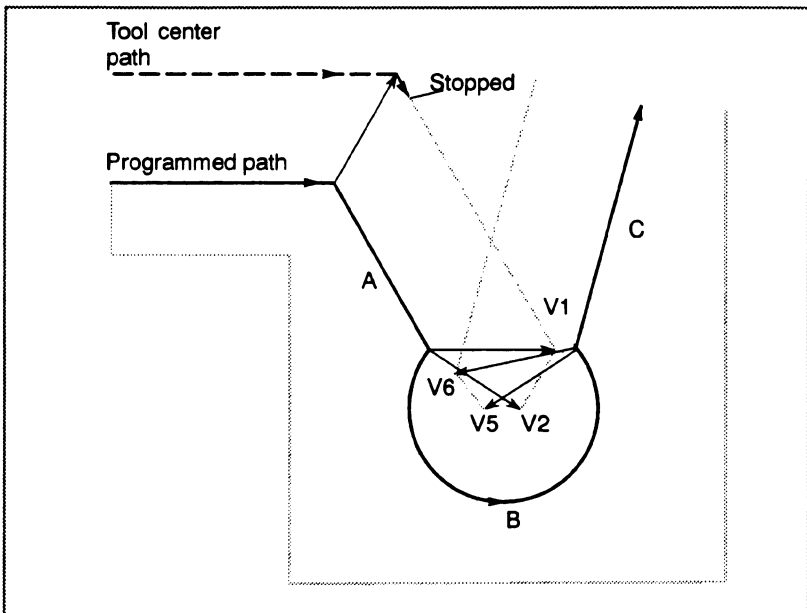 Tool center
path
Stopped
Programmed path
A
C
V1
V6
V5
V2
B